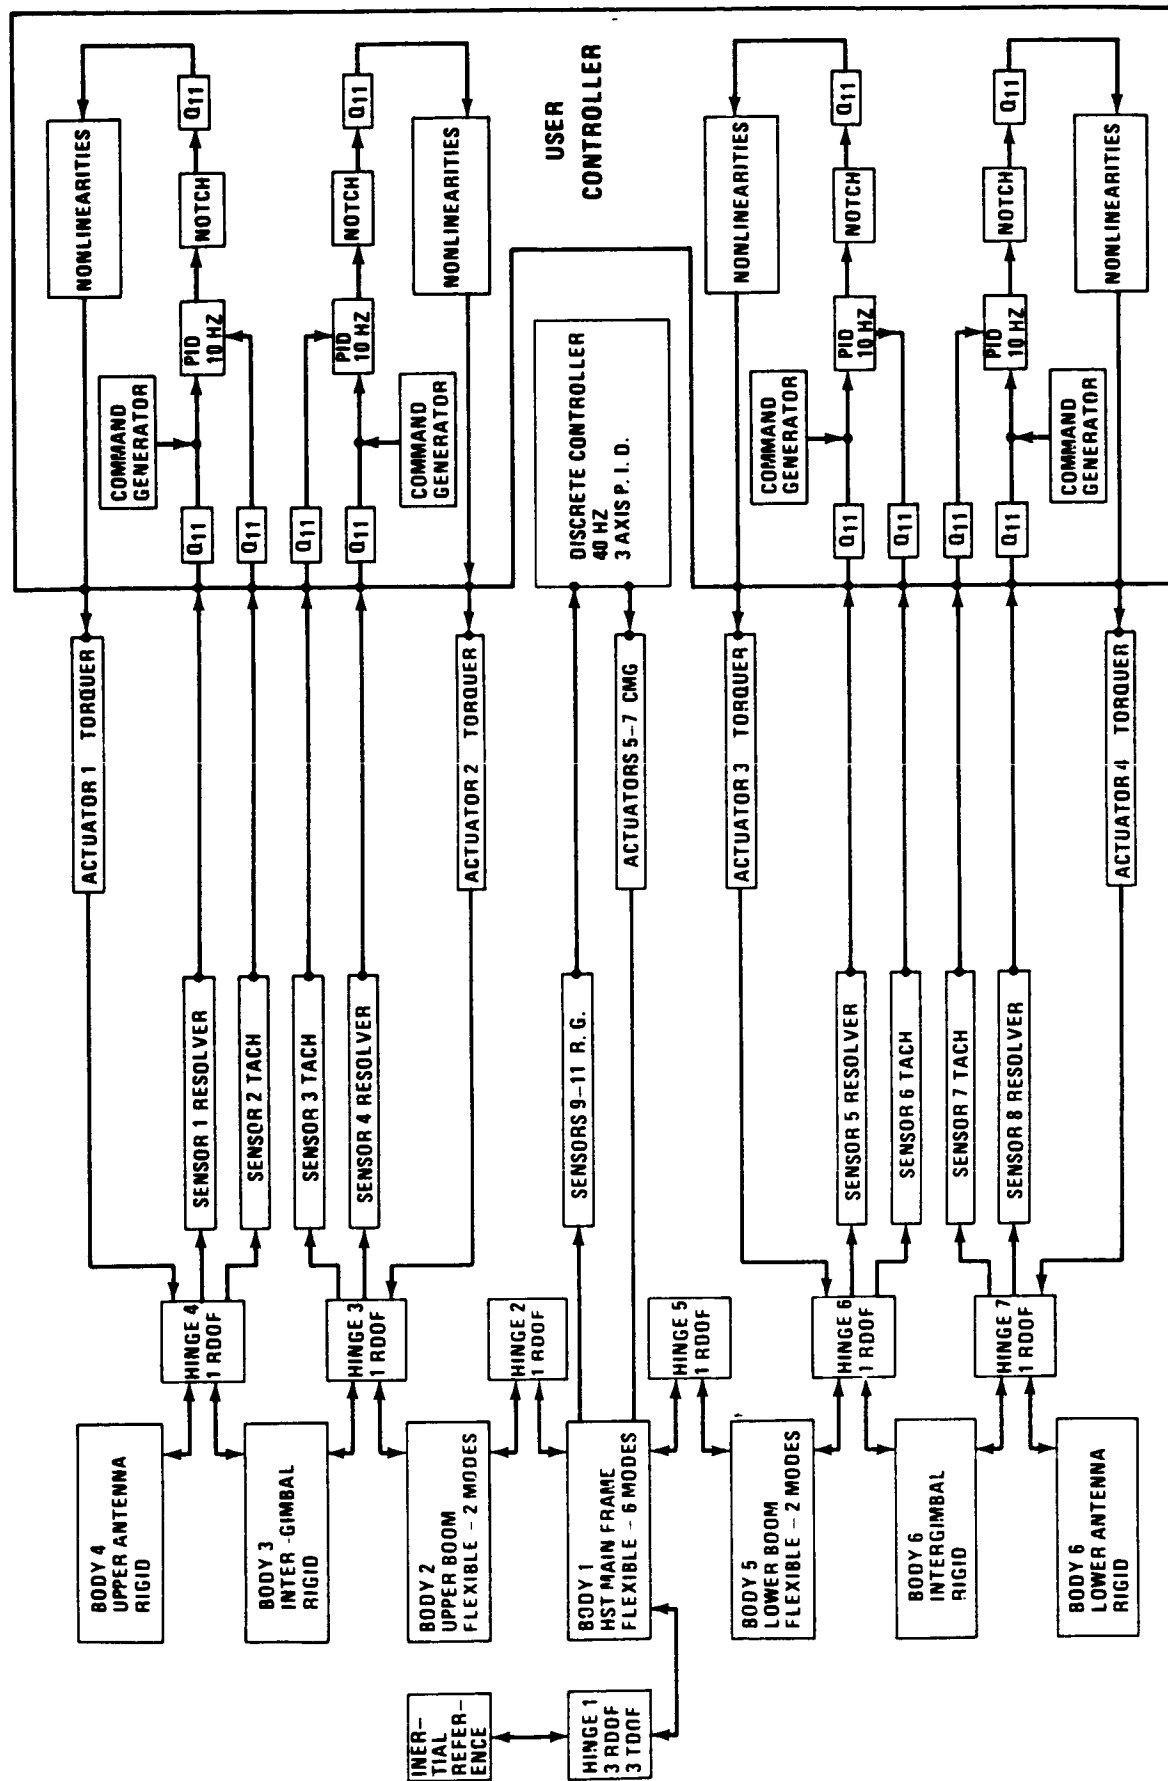 INER-
TIAL
REFER-
ENCE
HINGE 1
3 RDOF
3 TDOF
BODY 4
UPPER ANTENNA
RIGID
BODY 3
INTER-GIMBAL
RIGID
BODY 2
UPPER BOOM
FLEXIBLE – 2 MODES
BODY 1
HST MAIN FRAME
FLEXIBLE – 6 MODES
BODY 5
LOWER BOOM
FLEXIBLE – 2 MODES
BODY 6
INTERGIMBAL
RIGID
BODY 6
LOWER ANTENNA
RIGID
HINGE 4
1 RDOF
HINGE 3
1 RDOF
HINGE 2
1 RDOF
HINGE 5
1 RDOF
HINGE 6
1 RDOF
HINGE 7
1 RDOF
SENSOR 1 RESOLVER
SENSOR 2 TACH
SENSOR 3 TACH
SENSOR 4 RESOLVER
SENSORS 9–11 R. G.
SENSOR 5 RESOLVER
SENSOR 6 TACH
SENSOR 7 TACH
SENSOR 8 RESOLVER
ACTUATOR 1 TORQUER
ACTUATOR 2 TORQUER
ACTUATORS 5–7 CMG
ACTUATOR 3 TORQUER
ACTUATOR 4 TORQUER
Q11
Q11
Q11
Q11
COMMAND
GENERATOR
COMMAND
GENERATOR
PID
10 HZ
PID
10 HZ
NOTCH
NOTCH
Q11
Q11
NONLINEARITIES
NONLINEARITIES
DISCRETE CONTROLLER
40 HZ
3 AXIS P. I. D.
USER
CONTROLLER
Q11
Q11
Q11
Q11
COMMAND
GENERATOR
COMMAND
GENERATOR
PID
10 HZ
PID
10 HZ
NOTCH
NOTCH
Q11
Q11
NONLINEARITIES
NONLINEARITIES